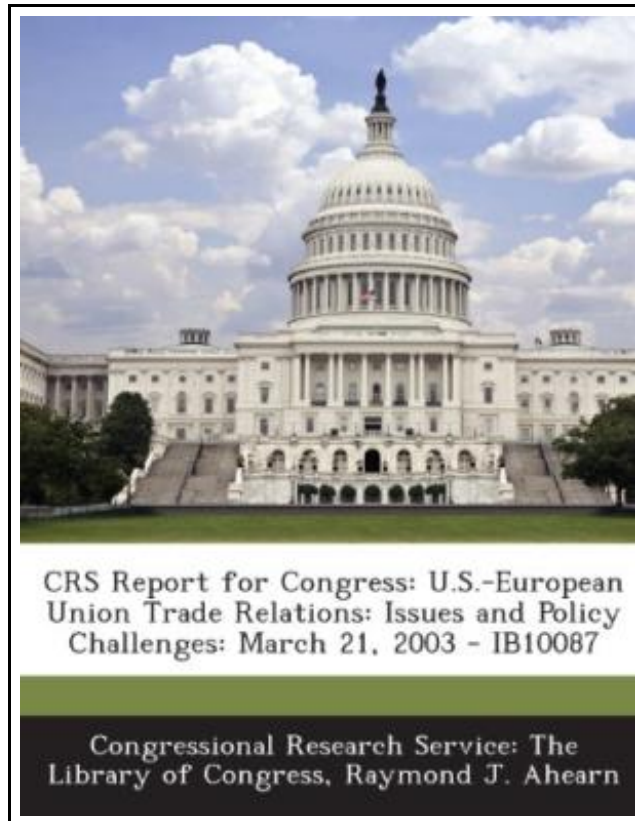 CRS Report for Congress: U.S.-European
Union Trade Relations: Issues and Policy
Challenges: March 21, 2003 - IB10087
Congressional Research Service: The
Library of Congress, Raymond J. Ahearn